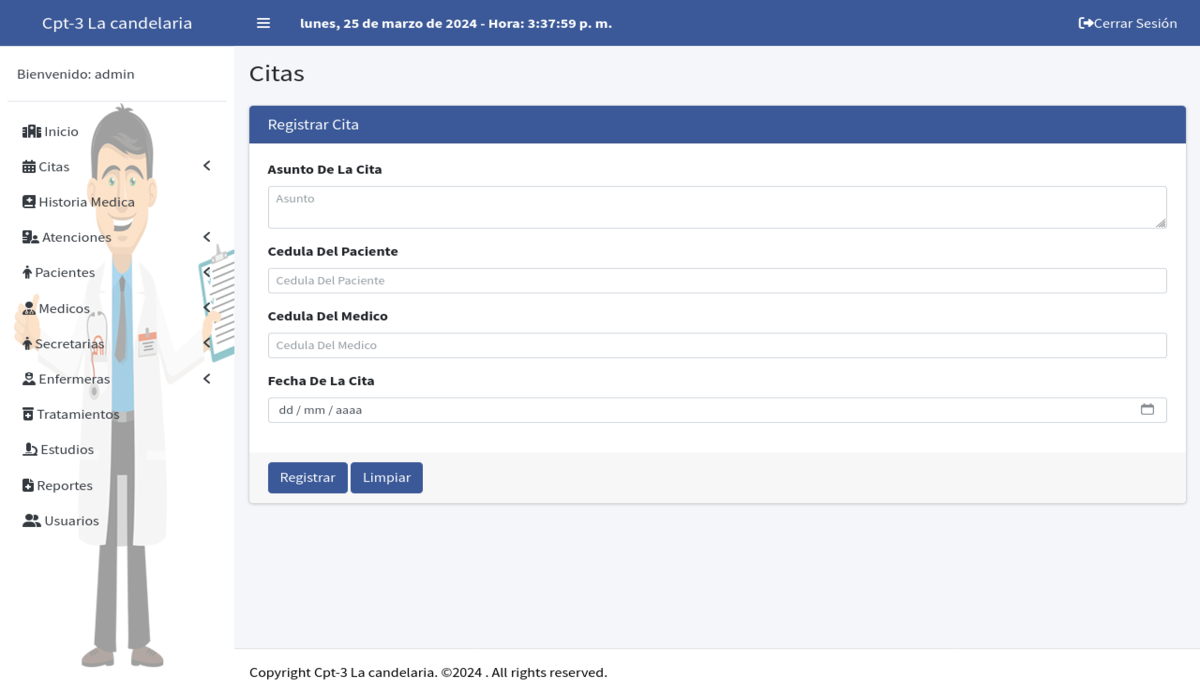 Cpt-3 La candelaria
lunes, 25 de marzo de 2024 - Hora: 3:37:59 p. m.
Cerrar Sesión
Bienvenido: admin
Inicio
Citas
Historia Medica
Atenciones
Pacientes
Medicos
Secretarias
Enfermeras
Tratamientos
Estudios
Reportes
Usuarios
Citas
Registrar Cita
Asunto De La Cita
Asunto
Cedula Del Paciente
Cedula Del Paciente
Cedula Del Medico
Cedula Del Medico
Fecha De La Cita
dd / mm / aaaa
Registrar Limpiar
Copyright Cpt-3 La candelaria. ©2024 . All rights reserved.